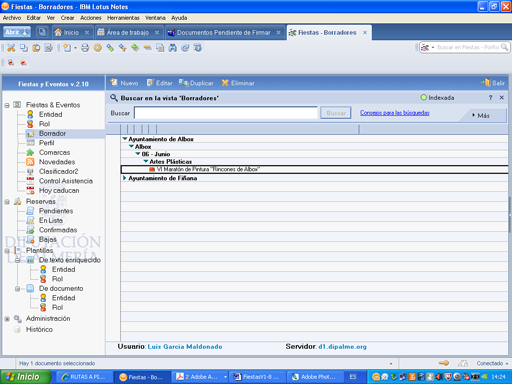 Fiestas - Borradores - IBM Lotus Notes
Archivo Editar Ver Crear Acciones Herramientas Ventana Ayuda
Abrir Inicio Área de trabajo Documentos Pendiente de Firmar Fiestas - Borradores
Buscar en Fiestas - Porfolio
Fiestas y Eventos v.2.10
Nuevo Editar Duplicar Eliminar Salir
Buscar en la vista 'Borradores' Indexada ?
Buscar Buscar Consejos para las búsquedas Más
Fiestas & Eventos
Entidad
Rol
Borrador
Perfil
Comarcas
Novedades
Clasificador2
Control Asistencia
Hoy caducan
Reservas
Pendientes
En Lista
Confirmadas
Bajas
Plantillas
De texto enriquecido
Entidad
Rol
De documento
Entidad
Rol
Administración
Histórico
DIPUTACIÓN
DE ALMERÍA
Ayuntamiento de Albox
Albox
06 - Junio
Artes Plásticas
VI Maratón de Pintura "Rincones de Albox"
Ayuntamiento de Fiñana
Usuario: Luis García Maldonado Servidor: d1.dipalme.org
Hay 1 documento seleccionado Conectado
Inicio RUTAS A PI... Fiestas - Bo... 2 Adobe A... FiestasV1-8 Adobe Phot... ES 14:24